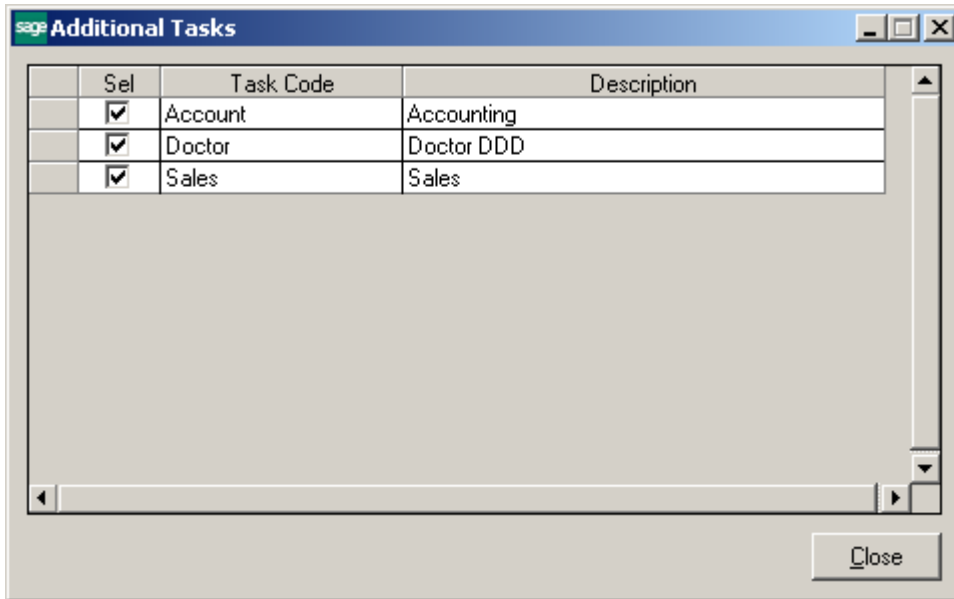 sage Additional Tasks
Sel Task Code Description
Account Accounting
Doctor Doctor DDD
Sales Sales
Close